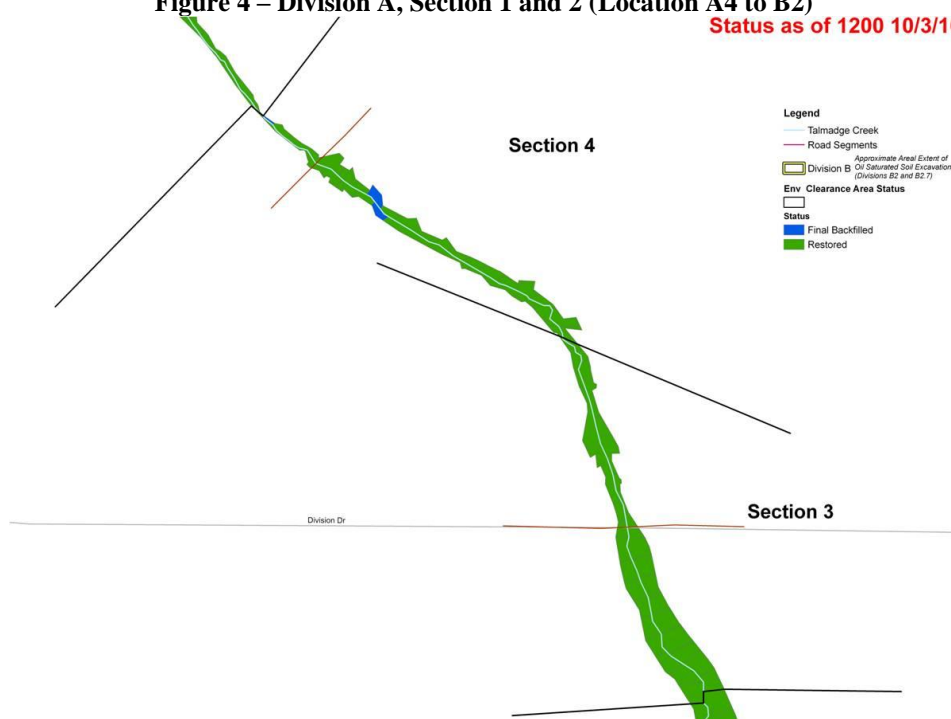 Figure 4 – Division A, Section 1 and 2 (Location A4 to B2)
Status as of 1200 10/3/1
Section 4
Legend
Talmadge Creek
Road Segments
Division B
Approximate Areal Extent of
Oil Saturated Soil Excavation
(Divisions B2 and B2.7)
Env Clearance Area Status
Status
Final Backfilled
Restored
Section 3
Division Dr